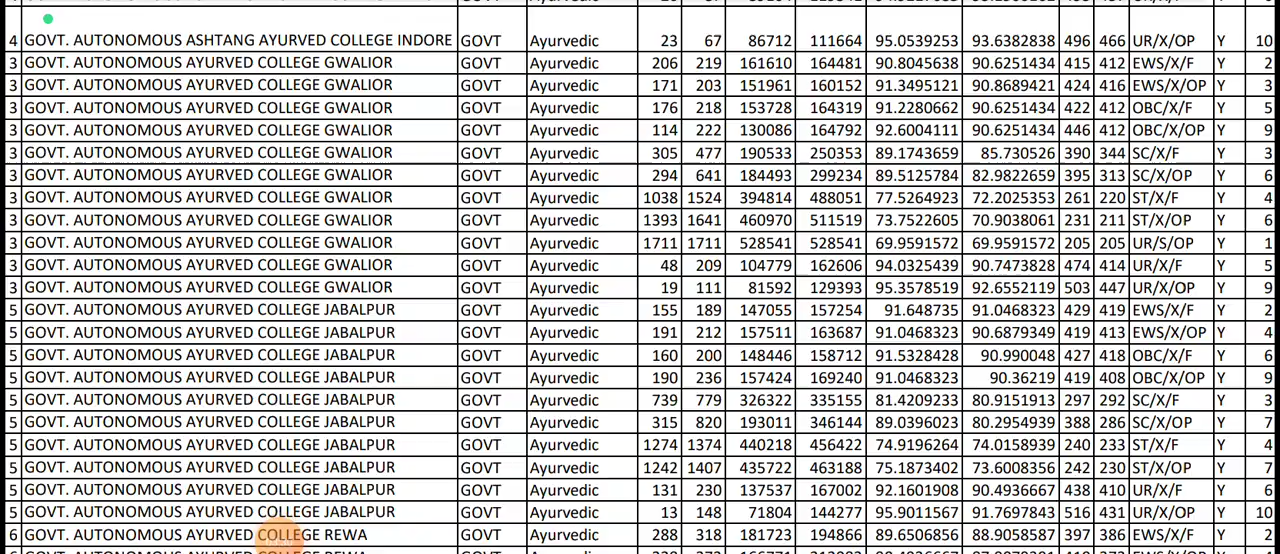 4 GOVT. AUTONOMOUS ASHTANG AYURVED COLLEGE INDORE GOVT Ayurvedic 23 67 86712 111664 95.0539253 93.6382838 496 466 UR/X/OP Y 10
3 GOVT. AUTONOMOUS AYURVED COLLEGE GWALIOR GOVT Ayurvedic 206 219 161610 164481 90.8045638 90.6251434 415 412 EWS/X/F Y 2
3 GOVT. AUTONOMOUS AYURVED COLLEGE GWALIOR GOVT Ayurvedic 171 203 151961 160152 91.3495121 90.8689421 424 416 EWS/X/OP Y 3
3 GOVT. AUTONOMOUS AYURVED COLLEGE GWALIOR GOVT Ayurvedic 176 218 153728 164319 91.2280662 90.6251434 422 412 OBC/X/F Y 5
3 GOVT. AUTONOMOUS AYURVED COLLEGE GWALIOR GOVT Ayurvedic 114 222 130086 164792 92.6004111 90.6251434 446 412 OBC/X/OP Y 9
3 GOVT. AUTONOMOUS AYURVED COLLEGE GWALIOR GOVT Ayurvedic 305 477 190533 250353 89.1743659 85.730526 390 344 SC/X/F Y 3
3 GOVT. AUTONOMOUS AYURVED COLLEGE GWALIOR GOVT Ayurvedic 294 641 184493 299234 89.5125784 82.9822659 395 313 SC/X/OP Y 6
3 GOVT. AUTONOMOUS AYURVED COLLEGE GWALIOR GOVT Ayurvedic 1038 1524 394814 488051 77.5264923 72.2025353 261 220 ST/X/F Y 4
3 GOVT. AUTONOMOUS AYURVED COLLEGE GWALIOR GOVT Ayurvedic 1393 1641 460970 511519 73.7522605 70.9038061 231 211 ST/X/OP Y 6
3 GOVT. AUTONOMOUS AYURVED COLLEGE GWALIOR GOVT Ayurvedic 1711 1711 528541 528541 69.9591572 69.9591572 205 205 UR/S/OP Y 1
3 GOVT. AUTONOMOUS AYURVED COLLEGE GWALIOR GOVT Ayurvedic 48 209 104779 162606 94.0325439 90.7473828 474 414 UR/X/F Y 5
3 GOVT. AUTONOMOUS AYURVED COLLEGE GWALIOR GOVT Ayurvedic 19 111 81592 129393 95.3578519 92.6552119 503 447 UR/X/OP Y 9
5 GOVT. AUTONOMOUS AYURVED COLLEGE JABALPUR GOVT Ayurvedic 155 189 147055 157254 91.648735 91.0468323 429 419 EWS/X/F Y 2
5 GOVT. AUTONOMOUS AYURVED COLLEGE JABALPUR GOVT Ayurvedic 191 212 157511 163687 91.0468323 90.6879349 419 413 EWS/X/OP Y 4
5 GOVT. AUTONOMOUS AYURVED COLLEGE JABALPUR GOVT Ayurvedic 160 200 148446 158712 91.5328428 90.990048 427 418 OBC/X/F Y 6
5 GOVT. AUTONOMOUS AYURVED COLLEGE JABALPUR GOVT Ayurvedic 190 236 157424 169240 91.0468323 90.36219 419 408 OBC/X/OP Y 9
5 GOVT. AUTONOMOUS AYURVED COLLEGE JABALPUR GOVT Ayurvedic 739 779 326322 335155 81.4209233 80.9151913 297 292 SC/X/F Y 3
5 GOVT. AUTONOMOUS AYURVED COLLEGE JABALPUR GOVT Ayurvedic 315 820 193011 346144 89.0396023 80.2954939 388 286 SC/X/OP Y 7
5 GOVT. AUTONOMOUS AYURVED COLLEGE JABALPUR GOVT Ayurvedic 1274 1374 440218 456422 74.9196264 74.0158939 240 233 ST/X/F Y 4
5 GOVT. AUTONOMOUS AYURVED COLLEGE JABALPUR GOVT Ayurvedic 1242 1407 435722 463188 75.1873402 73.6008356 242 230 ST/X/OP Y 7
5 GOVT. AUTONOMOUS AYURVED COLLEGE JABALPUR GOVT Ayurvedic 131 230 137537 167002 92.1601908 90.4936667 438 410 UR/X/F Y 6
5 GOVT. AUTONOMOUS AYURVED COLLEGE JABALPUR GOVT Ayurvedic 13 148 71804 144277 95.9011567 91.7697843 516 431 UR/X/OP Y 10
6 GOVT. AUTONOMOUS AYURVED COLLEGE REWA GOVT Ayurvedic 288 318 181723 194866 89.6506856 88.9058587 397 386 EWS/X/F Y 2